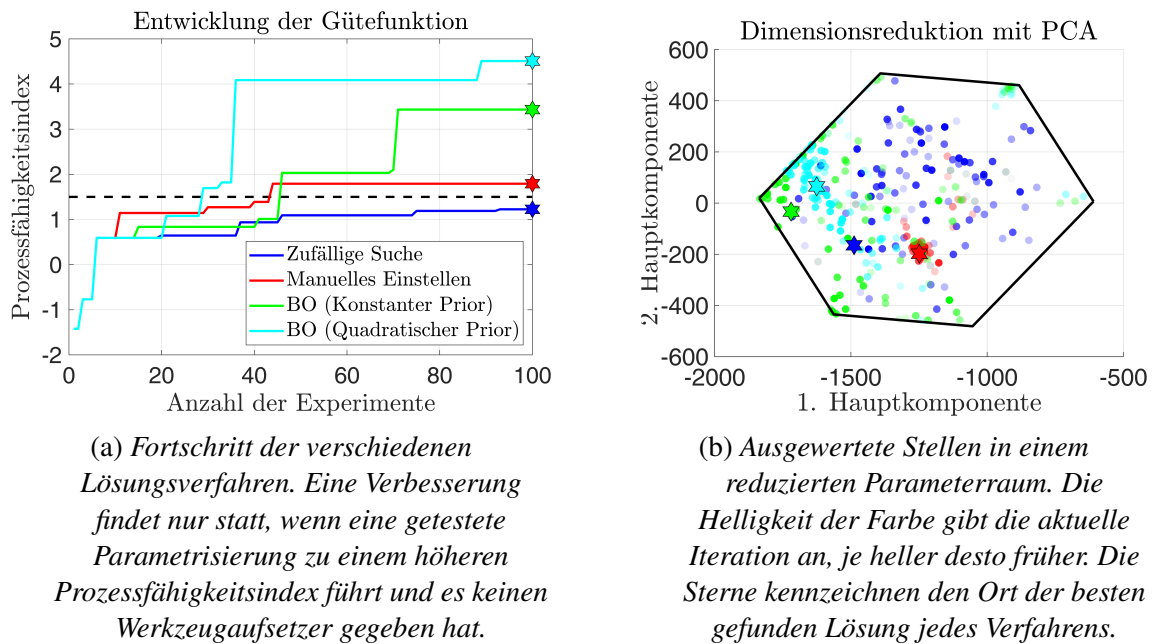 Entwicklung der Gütefunktion
Prozessfähigkeitsindex
5
4
3
2
1
0
-1
-2
0
20
40
60
80
100
Anzahl der Experimente
Zufällige Suche
Manuelles Einstellen
BO (Konstanter Prior)
BO (Quadratischer Prior)
(a) Fortschritt der verschiedenen
Lösungsverfahren. Eine Verbesserung
findet nur statt, wenn eine getestete
Parametrisierung zu einem höheren
Prozessfähigkeitsindex führt und es keinen
Werkzeugaufsetzer gegeben hat.
Dimensionsreduktion mit PCA
2. Hauptkomponente
600
400
200
0
-200
-400
-600
-2000
-1500
-1000
-500
1. Hauptkomponente
(b) Ausgewertete Stellen in einem
reduzierten Parameterraum. Die
Helligkeit der Farbe gibt die aktuelle
Iteration an, je heller desto früher. Die
Sterne kennzeichnen den Ort der besten
gefunden Lösung jedes Verfahrens.